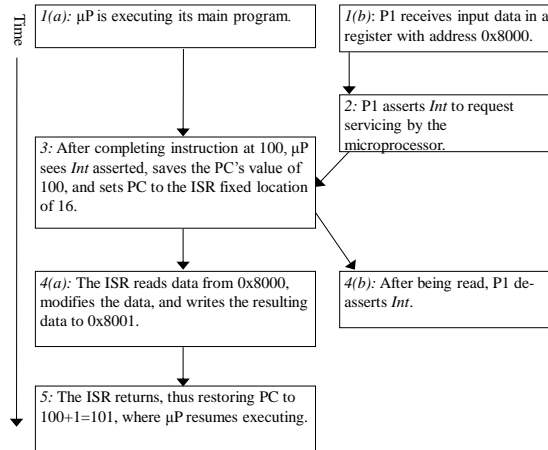 Time
1(a): μP is executing its main program.
1(b): P1 receives input data in a
register with address 0x8000.
2: P1 asserts Int to request
servicing by the
microprocessor.
3: After completing instruction at 100, μP
sees Int asserted, saves the PC's value of
100, and sets PC to the ISR fixed location
of 16.
4(a): The ISR reads data from 0x8000,
modifies the data, and writes the resulting
data to 0x8001.
4(b): After being read, P1 de-
asserts Int.
5: The ISR returns, thus restoring PC to
100+1=101, where μP resumes executing.